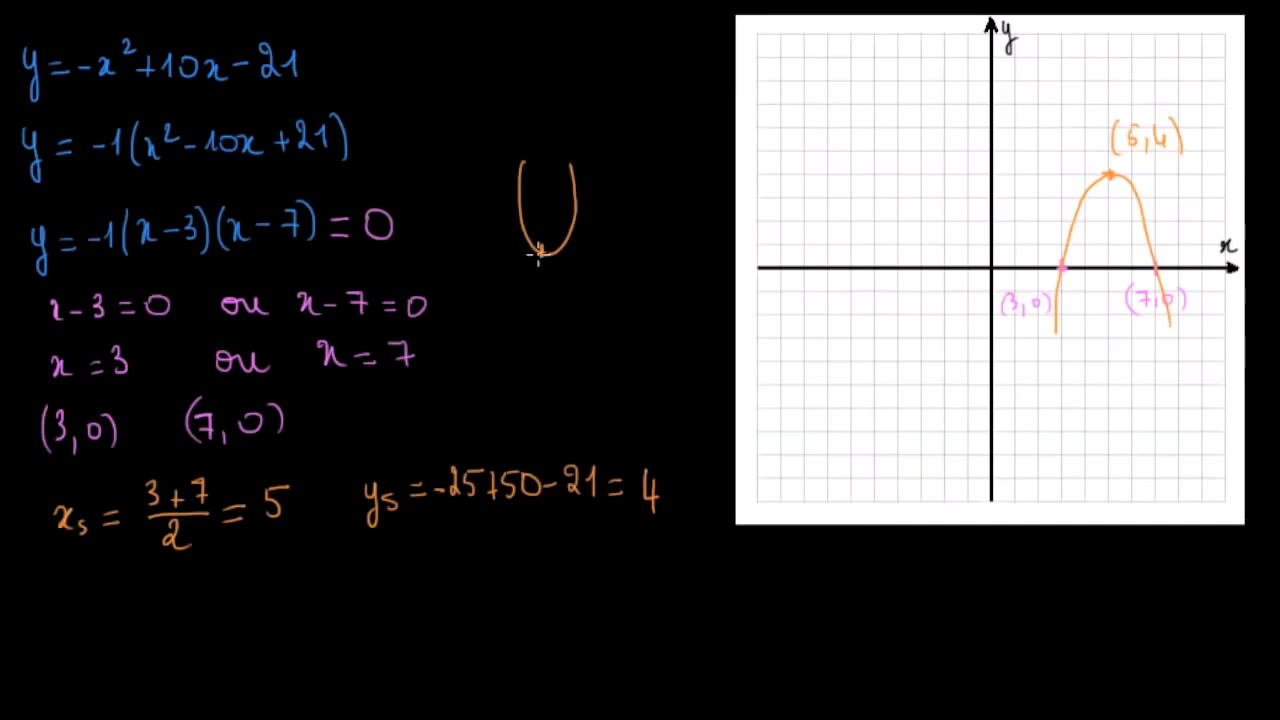 y = -x² + 10x - 21
y = -1(x² - 10x + 21)
y = -1(x - 3)(x - 7) = 0
x - 3 = 0 ou x - 7 = 0
x = 3 ou x = 7
(3, 0) (7, 0)
xₛ = \frac{3 + 7}{2} = 5 yₛ = -25 + 50 - 21 = 4
y
(5, 4)
x
(3, 0) (7, 0)